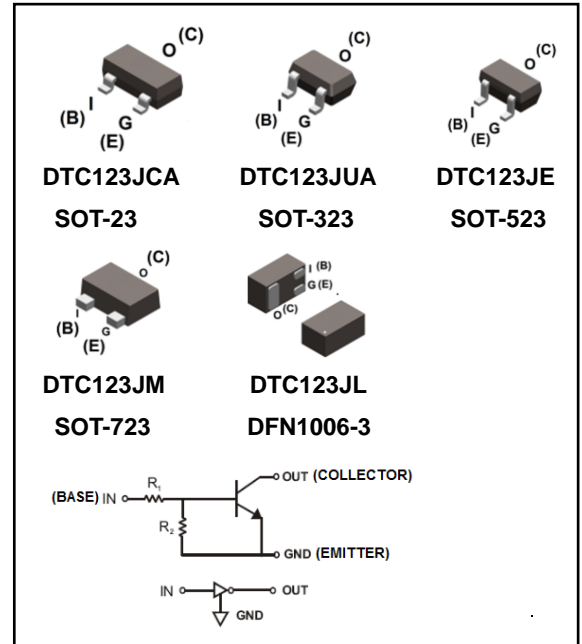 O (C)
O (C)
O (C)
I
(B)
G
(E)
I
(B)
G
(E)
I
(B)
G
(E)
DTC123JCA DTC123JUA DTC123JE
SOT-23 SOT-323 SOT-523
O (C)
I
(B)
G
(E)
I (B)
G (E)
O (C)
DTC123JM DTC123JL
SOT-723 DFN1006-3
OUT (COLLECTOR)
(BASE) IN
R1
R2
GND (EMITTER)
IN OUT
GND